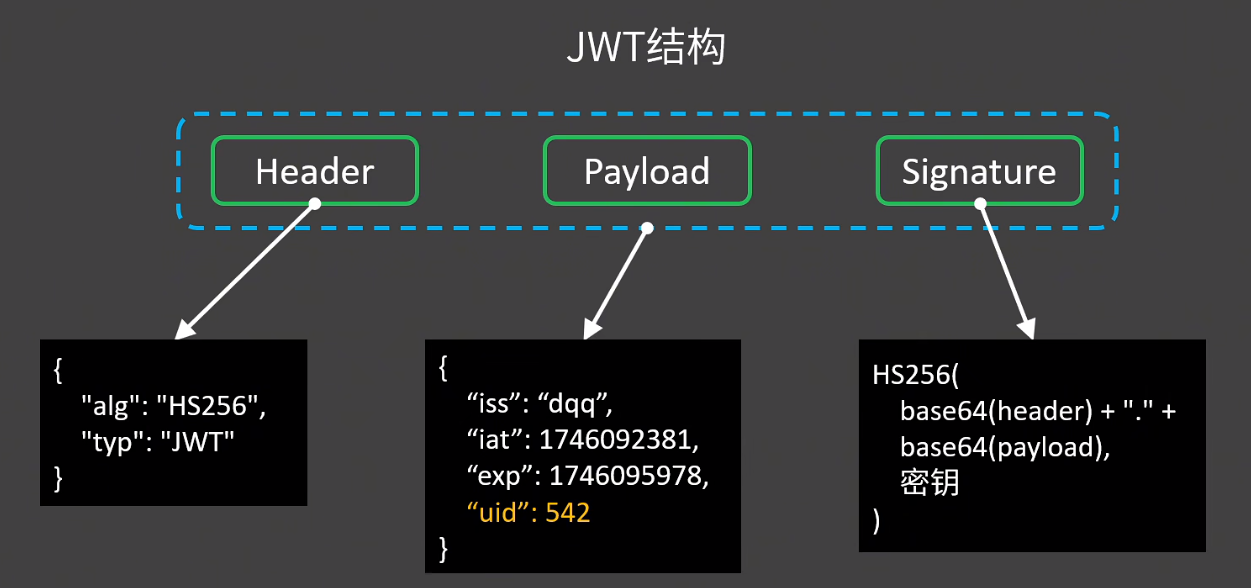 JWT结构
Header
Payload
Signature
{
"alg": "HS256",
"typ": "JWT"
}
{
“iss”: “dqq”,
“iat”: 1746092381,
“exp”: 1746095978,
“uid”: 542
}
HS256(
base64(header) + "." +
base64(payload),
密钥
)